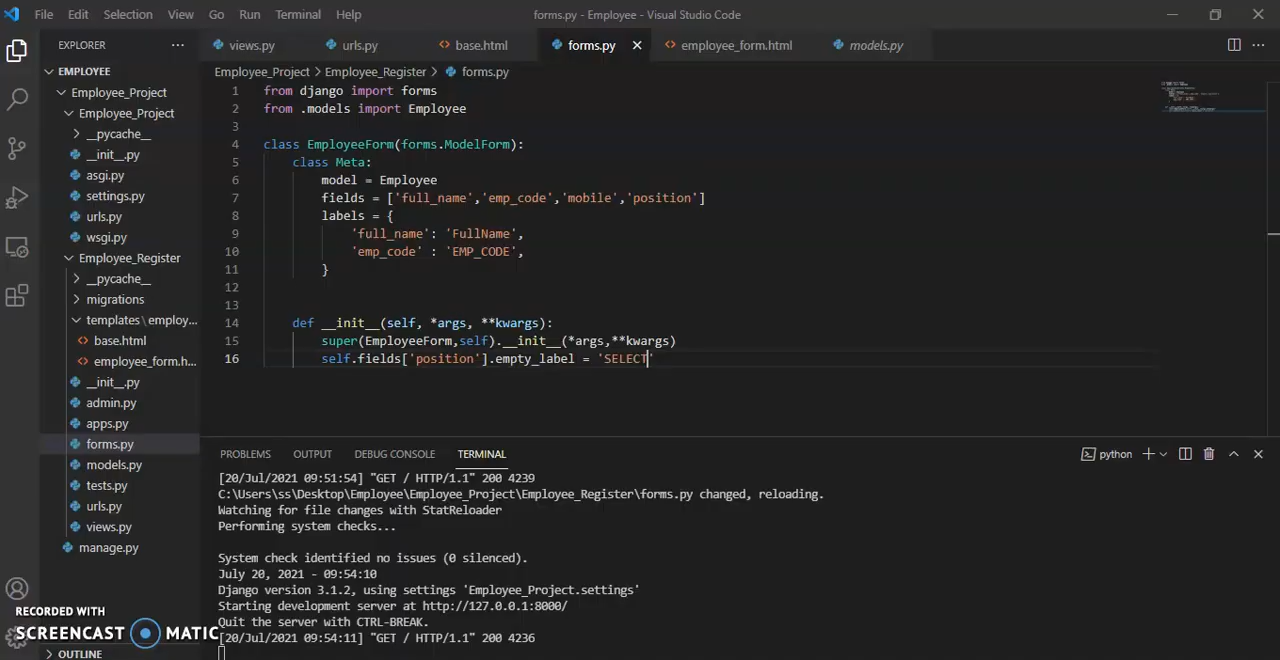 File Edit Selection View Go Run Terminal Help forms.py - Employee - Visual Studio Code
EXPLORER ... views.py urls.py <> base.html forms.py × <> employee_form.html models.py
EMPLOYEE
Employee_Project > Employee_Register > forms.py
Employee_Project
Employee_Project
__pycache__
__init__.py
asgi.py
settings.py
urls.py
wsgi.py
Employee_Register
__pycache__
migrations
templates\employ...
<> base.html
<> employee_form.h...
__init__.py
admin.py
apps.py
forms.py
models.py
tests.py
urls.py
views.py
manage.py
OUTLINE
1 from django import forms
2 from .models import Employee
3
4 class EmployeeForm(forms.ModelForm):
5 class Meta:
6 model = Employee
7 fields = ['full_name','emp_code','mobile','position']
8 labels = {
9 'full_name': 'FullName',
10 'emp_code' : 'EMP_CODE',
11 }
12
13
14 def __init__(self, *args, **kwargs):
15 super(EmployeeForm,self).__init__(*args,**kwargs)
16 self.fields['position'].empty_label = 'SELECT'
PROBLEMS OUTPUT DEBUG CONSOLE TERMINAL python
[20/Jul/2021 09:51:54] "GET / HTTP/1.1" 200 4239
C:\Users\ss\Desktop\Employee\Employee_Project\Employee_Register\forms.py changed, reloading.
Watching for file changes with StatReloader
Performing system checks...
System check identified no issues (0 silenced).
July 20, 2021 - 09:54:10
Django version 3.1.2, using settings 'Employee_Project.settings'
Starting development server at http://127.0.0.1:8000/
Quit the server with CTRL-BREAK.
[20/Jul/2021 09:54:11] "GET / HTTP/1.1" 200 4236
RECORDED WITH
SCREENCAST MATIC